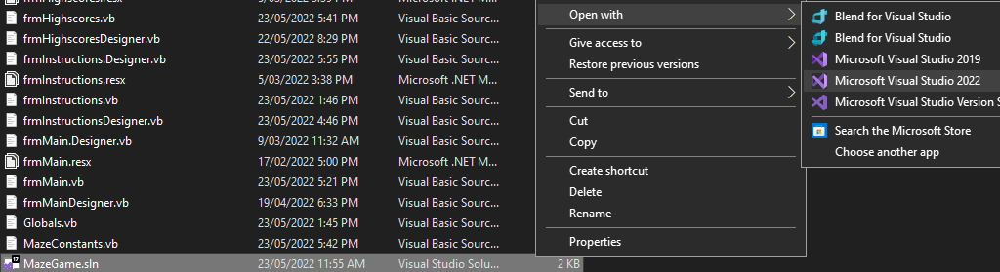 frmHighscores.vb 23/05/2022 5:41 PM Visual Basic Sourc...
frmHighscoresDesigner.vb 22/05/2022 8:29 PM Visual Basic Sourc...
frmInstructions.Designer.vb 23/05/2022 5:55 PM Visual Basic Sourc...
frmInstructions.resx 5/03/2022 3:38 PM Microsoft .NET M...
frmInstructions.vb 23/05/2022 1:46 PM Visual Basic Sourc...
frmInstructionsDesigner.vb 23/05/2022 4:46 PM Visual Basic Sourc...
frmMain.Designer.vb 9/03/2022 11:32 AM Visual Basic Sourc...
frmMain.resx 17/02/2022 5:00 PM Microsoft .NET M...
frmMain.vb 23/05/2022 5:21 PM Visual Basic Sourc...
frmMainDesigner.vb 19/04/2022 6:33 PM Visual Basic Sourc...
Globals.vb 23/05/2022 1:45 PM Visual Basic Sourc...
MazeConstants.vb 23/05/2022 5:42 PM Visual Basic Sourc...
MazeGame.sln 23/05/2022 11:55 AM Visual Studio Solu... 2 KB
Open with
Give access to
Restore previous versions
Send to
Cut
Copy
Create shortcut
Delete
Rename
Properties
Blend for Visual Studio
Blend for Visual Studio
Microsoft Visual Studio 2019
Microsoft Visual Studio 2022
Microsoft Visual Studio Version S
Search the Microsoft Store
Choose another app